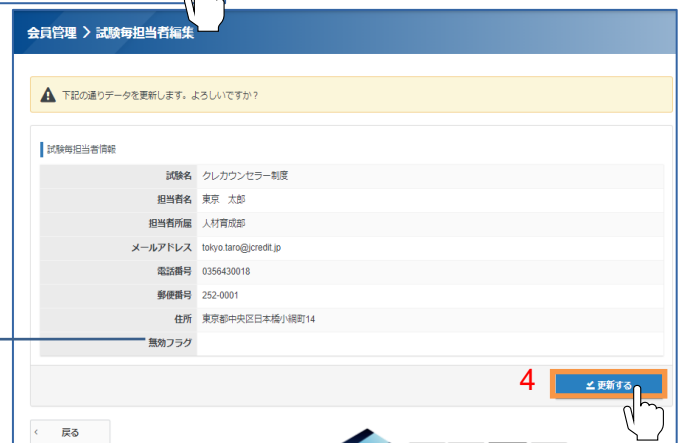 会員管理 > 試験毎担当者編集
下記の通りデータを更新します。よろしいですか？
試験毎担当者情報
試験名 クレカウンセラー制度
担当者名 東京 太郎
担当者所属 人材育成部
メールアドレス tokyo.taro@jcredit.jp
電話番号 0356430018
郵便番号 252-0001
住所 東京都中央区日本橋小網町14
無効フラグ
4 更新する
< 戻る